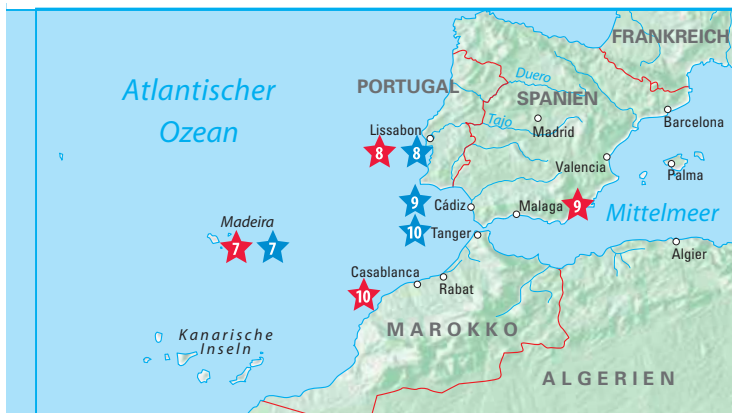 FRANKREICH
Atlantischer
Ozean
PORTUGAL
Duero
SPANIEN
Barcelona
Lissabon
Tajo
Madrid
8
8
Valencia
Palma
9
Cádiz
Malaga
9
Mittelmeer
Madeira
10
Tanger
7
7
Algier
Casablanca
Rabat
10
MAROKKO
Kanarische
Inseln
ALGERIEN